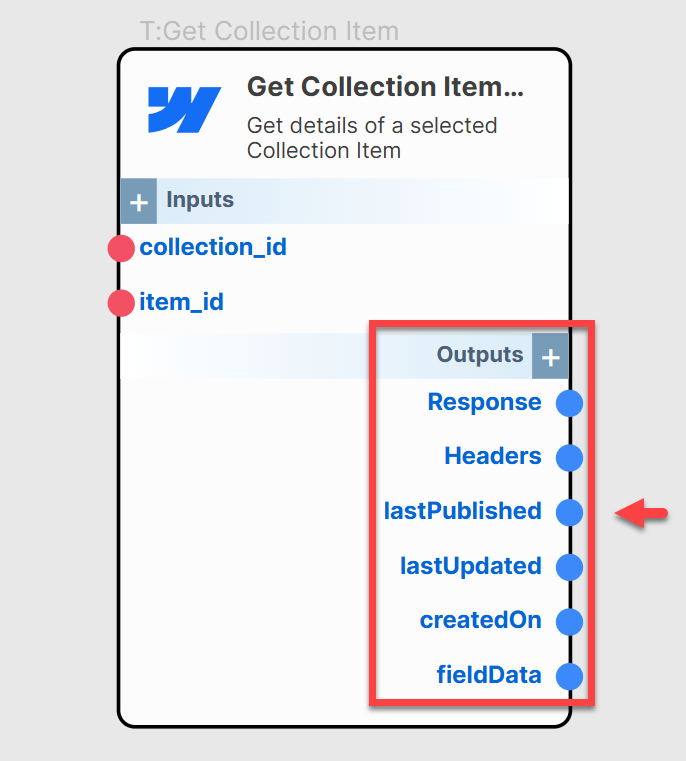 T:Get Collection Item
Get Collection Item...
Get details of a selected
Collection Item
+ Inputs
collection_id
item_id
Outputs +
Response
Headers
lastPublished
lastUpdated
createdOn
fieldData